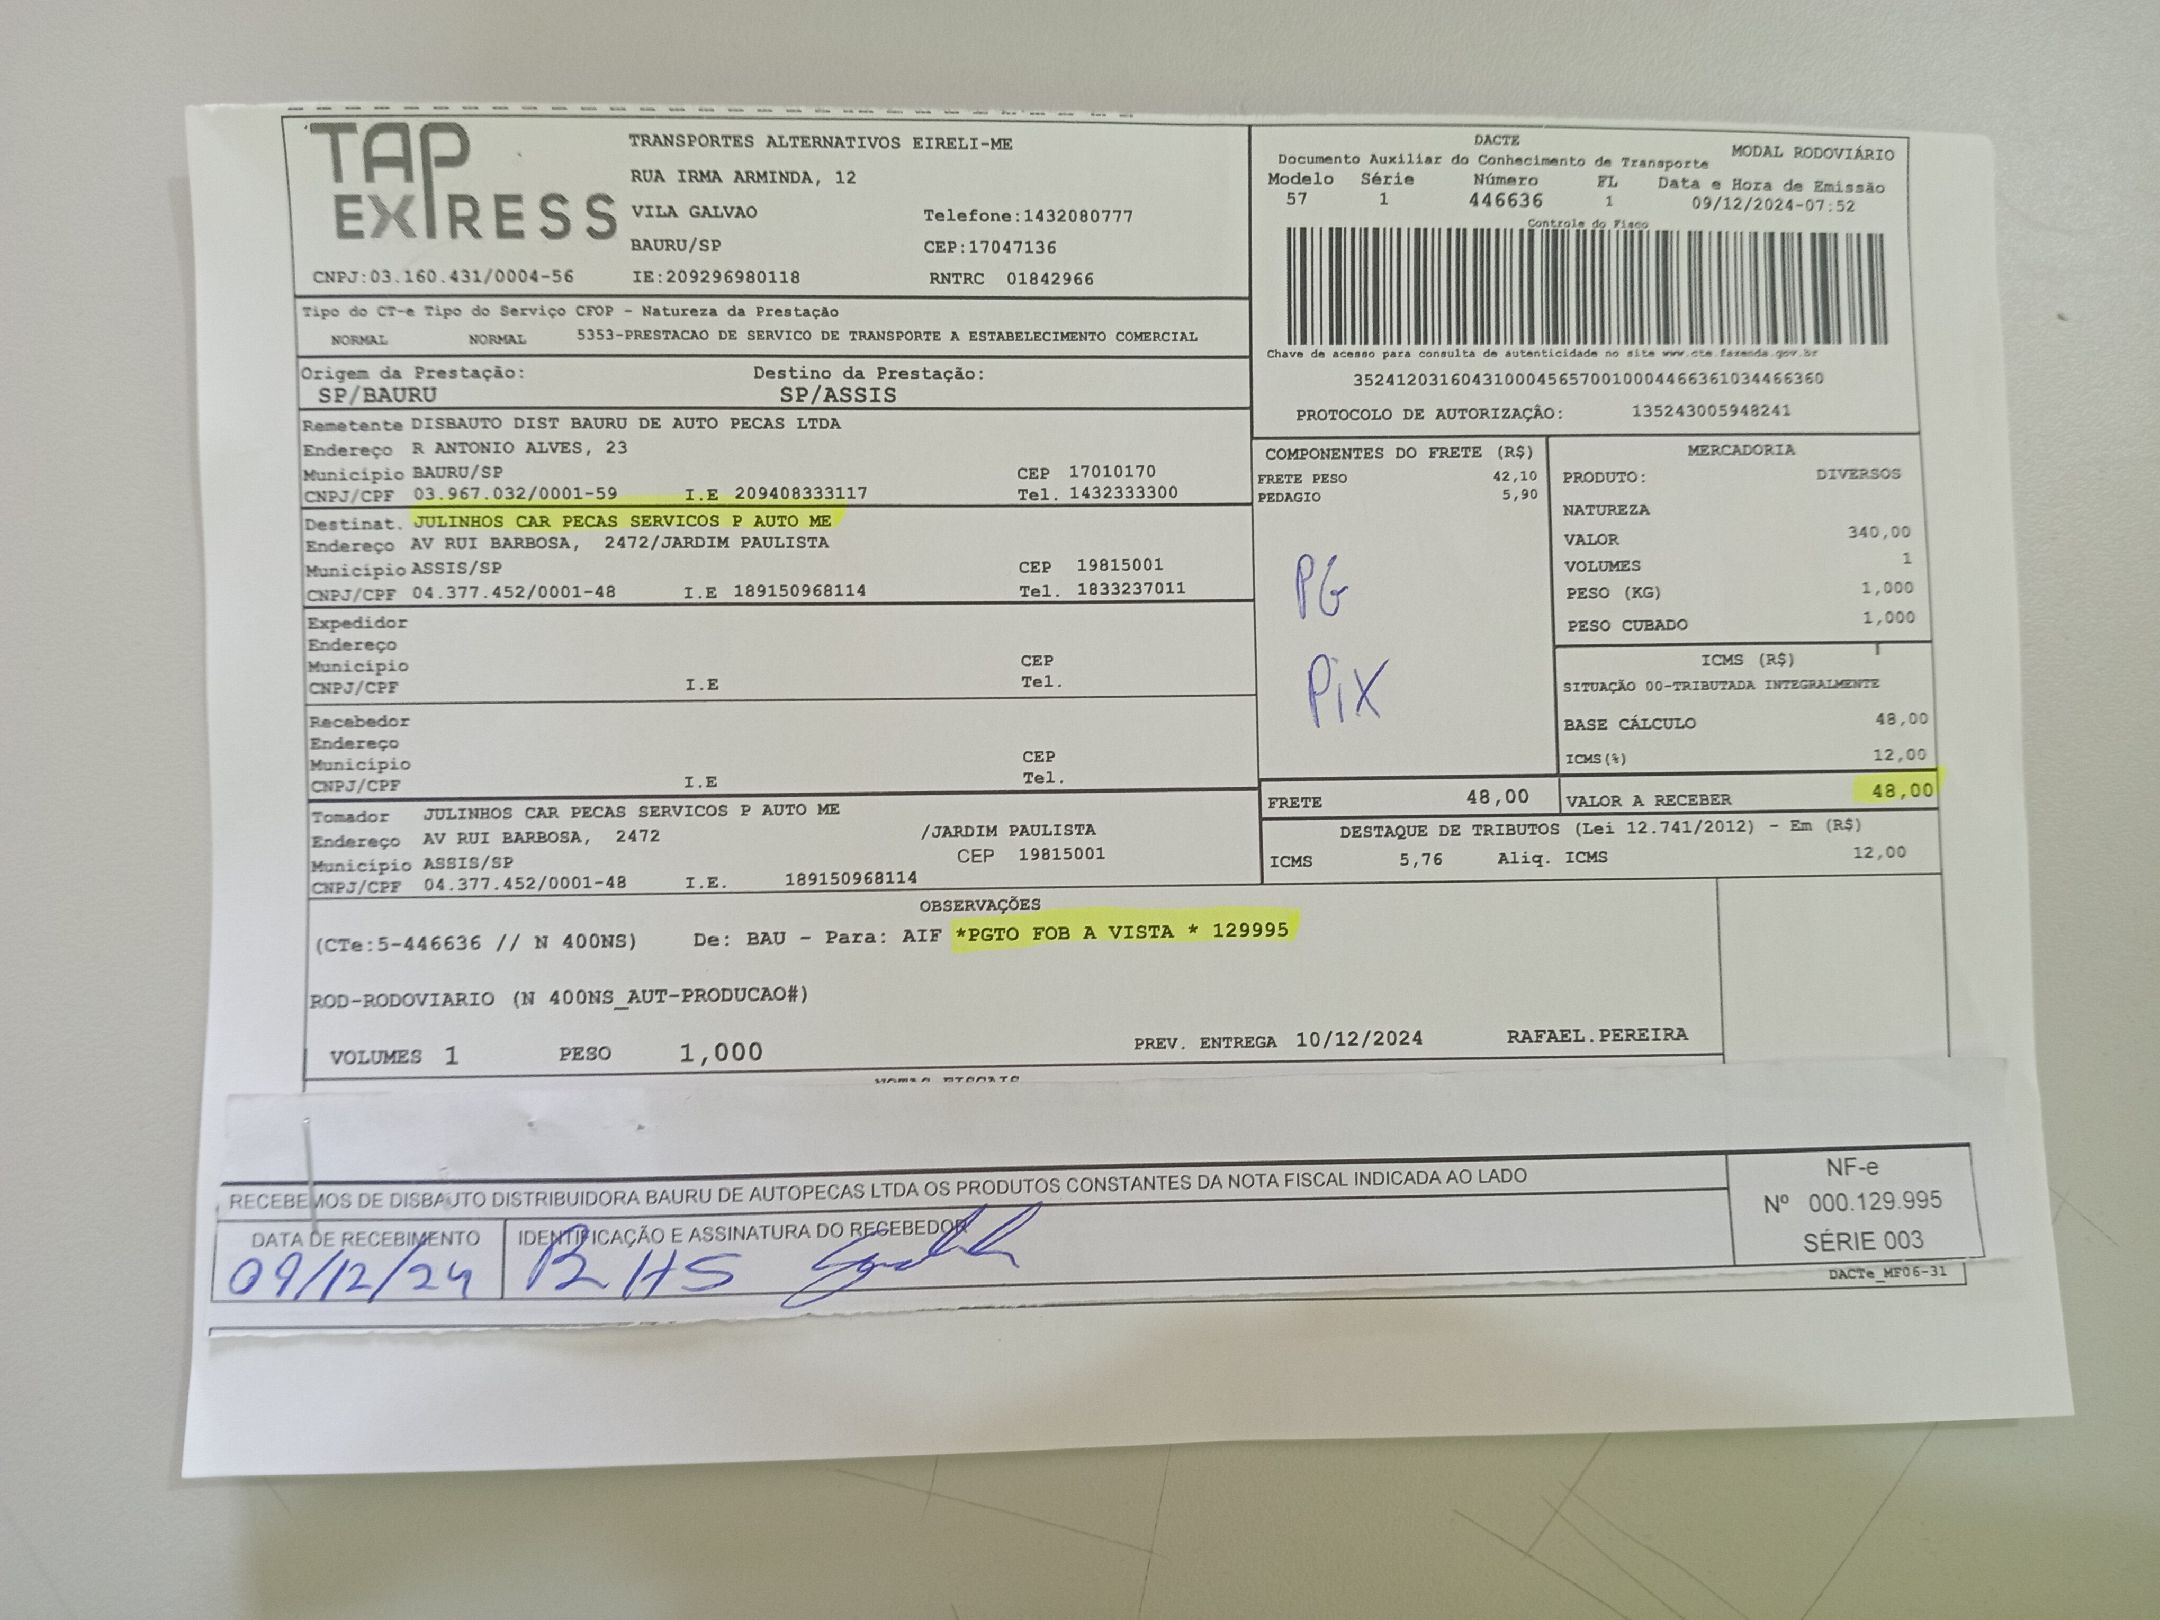 TAP EXPRESS
TRANSPORTES ALTERNATIVOS EIRELI-ME
RUA IRMA ARMINDA, 12
VILA GALVAO Telefone:1432080777
BAURU/SP CEP:17047136
CNPJ:03.160.431/0004-56 IE:209296980118 RNTRC 01842966
DACTE
Documento Auxiliar do Conhecimento de Transporte MODAL RODOVIÁRIO
Modelo Série Número FL Data e Hora de Emissão
57 1 446636 1 09/12/2024-07:52
Controle do Fisco
Chave de acesso para consulta de autenticidade no site www.cte.fazenda.gov.br
35241203160431000456570010004466361034466360
PROTOCOLO DE AUTORIZAÇÃO: 135243005948241
Tipo do CT-e Tipo do Serviço CFOP - Natureza da Prestação
NORMAL NORMAL 5353-PRESTACAO DE SERVICO DE TRANSPORTE A ESTABELECIMENTO COMERCIAL
Origem da Prestação: Destino da Prestação:
SP/BAURU SP/ASSIS
Remetente DISBAUTO DIST BAURU DE AUTO PECAS LTDA
Endereço R ANTONIO ALVES, 23
Município BAURU/SP CEP 17010170
CNPJ/CPF 03.967.032/0001-59 I.E 209408333117 Tel. 1432333300
Destinat. JULINHOS CAR PECAS SERVICOS P AUTO ME
Endereço AV RUI BARBOSA, 2472/JARDIM PAULISTA
Município ASSIS/SP CEP 19815001
CNPJ/CPF 04.377.452/0001-48 I.E 189150968114 Tel. 1833237011
Expedidor
Endereço
Município CEP
CNPJ/CPF I.E Tel.
Recebedor
Endereço
Município CEP
CNPJ/CPF I.E Tel.
Tomador JULINHOS CAR PECAS SERVICOS P AUTO ME
Endereço AV RUI BARBOSA, 2472 /JARDIM PAULISTA
Município ASSIS/SP CEP 19815001
CNPJ/CPF 04.377.452/0001-48 I.E. 189150968114
COMPONENTES DO FRETE (R$)
FRETE PESO 42,10
PEDAGIO 5,90
PG
PiX
MERCADORIA
PRODUTO: DIVERSOS
NATUREZA
VALOR 340,00
VOLUMES 1
PESO (KG) 1,000
PESO CUBADO 1,000
ICMS (R$)
SITUAÇÃO 00-TRIBUTADA INTEGRALMENTE
BASE CÁLCULO 48,00
ICMS(%) 12,00
FRETE 48,00 VALOR A RECEBER 48,00
DESTAQUE DE TRIBUTOS (Lei 12.741/2012) - Em (R$)
ICMS 5,76 Aliq. ICMS 12,00
OBSERVAÇÕES
(CTe:5-446636 // N 400NS) De: BAU - Para: AIF *PGTO FOB A VISTA * 129995
ROD-RODOVIARIO (N 400NS_AUT-PRODUCAO#)
VOLUMES 1 PESO 1,000 PREV. ENTREGA 10/12/2024 RAFAEL.PEREIRA
RECEBEMOS DE DISBAUTO DISTRIBUIDORA BAURU DE AUTOPECAS LTDA OS PRODUTOS CONSTANTES DA NOTA FISCAL INDICADA AO LADO
DATA DE RECEBIMENTO IDENTIFICAÇÃO E ASSINATURA DO RECEBEDOR
09/12/24
NF-e
Nº 000.129.995
SÉRIE 003
DACTe_MF06-31